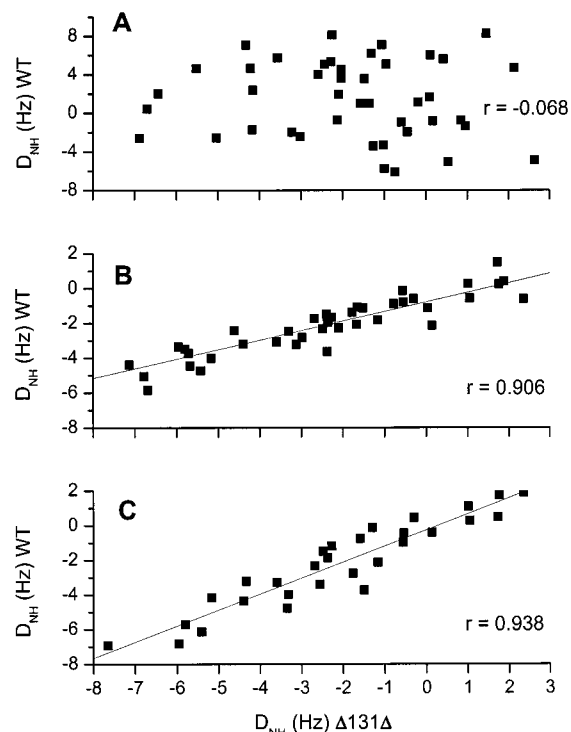 A
8
4
0
-4
-8
D_NH (Hz) WT
r = -0.068
B
2
0
-2
-4
-6
-8
D_NH (Hz) WT
r = 0.906
C
2
0
-2
-4
-6
-8
D_NH (Hz) WT
r = 0.938
-8 -7 -6 -5 -4 -3 -2 -1 0 1 2 3
D_NH (Hz) Δ131Δ